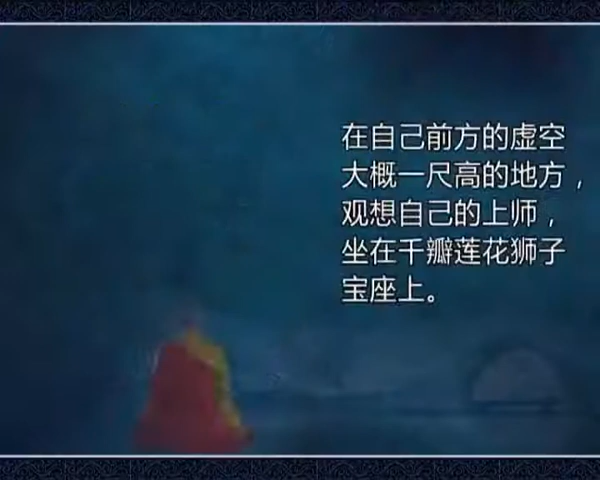 在自己前方的虚空
大概一尺高的地方，
观想自己的上师，
坐在千瓣莲花狮子
宝座上。